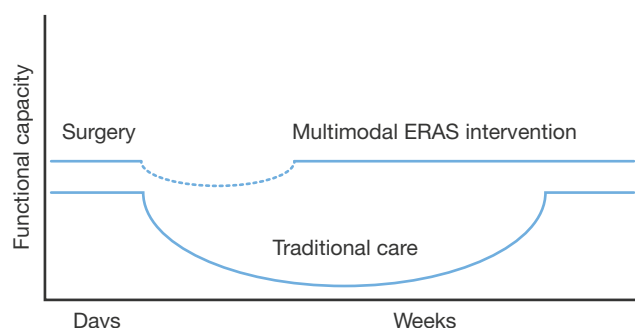 Functional capacity
Surgery
Multimodal ERAS intervention
Traditional care
Days
Weeks